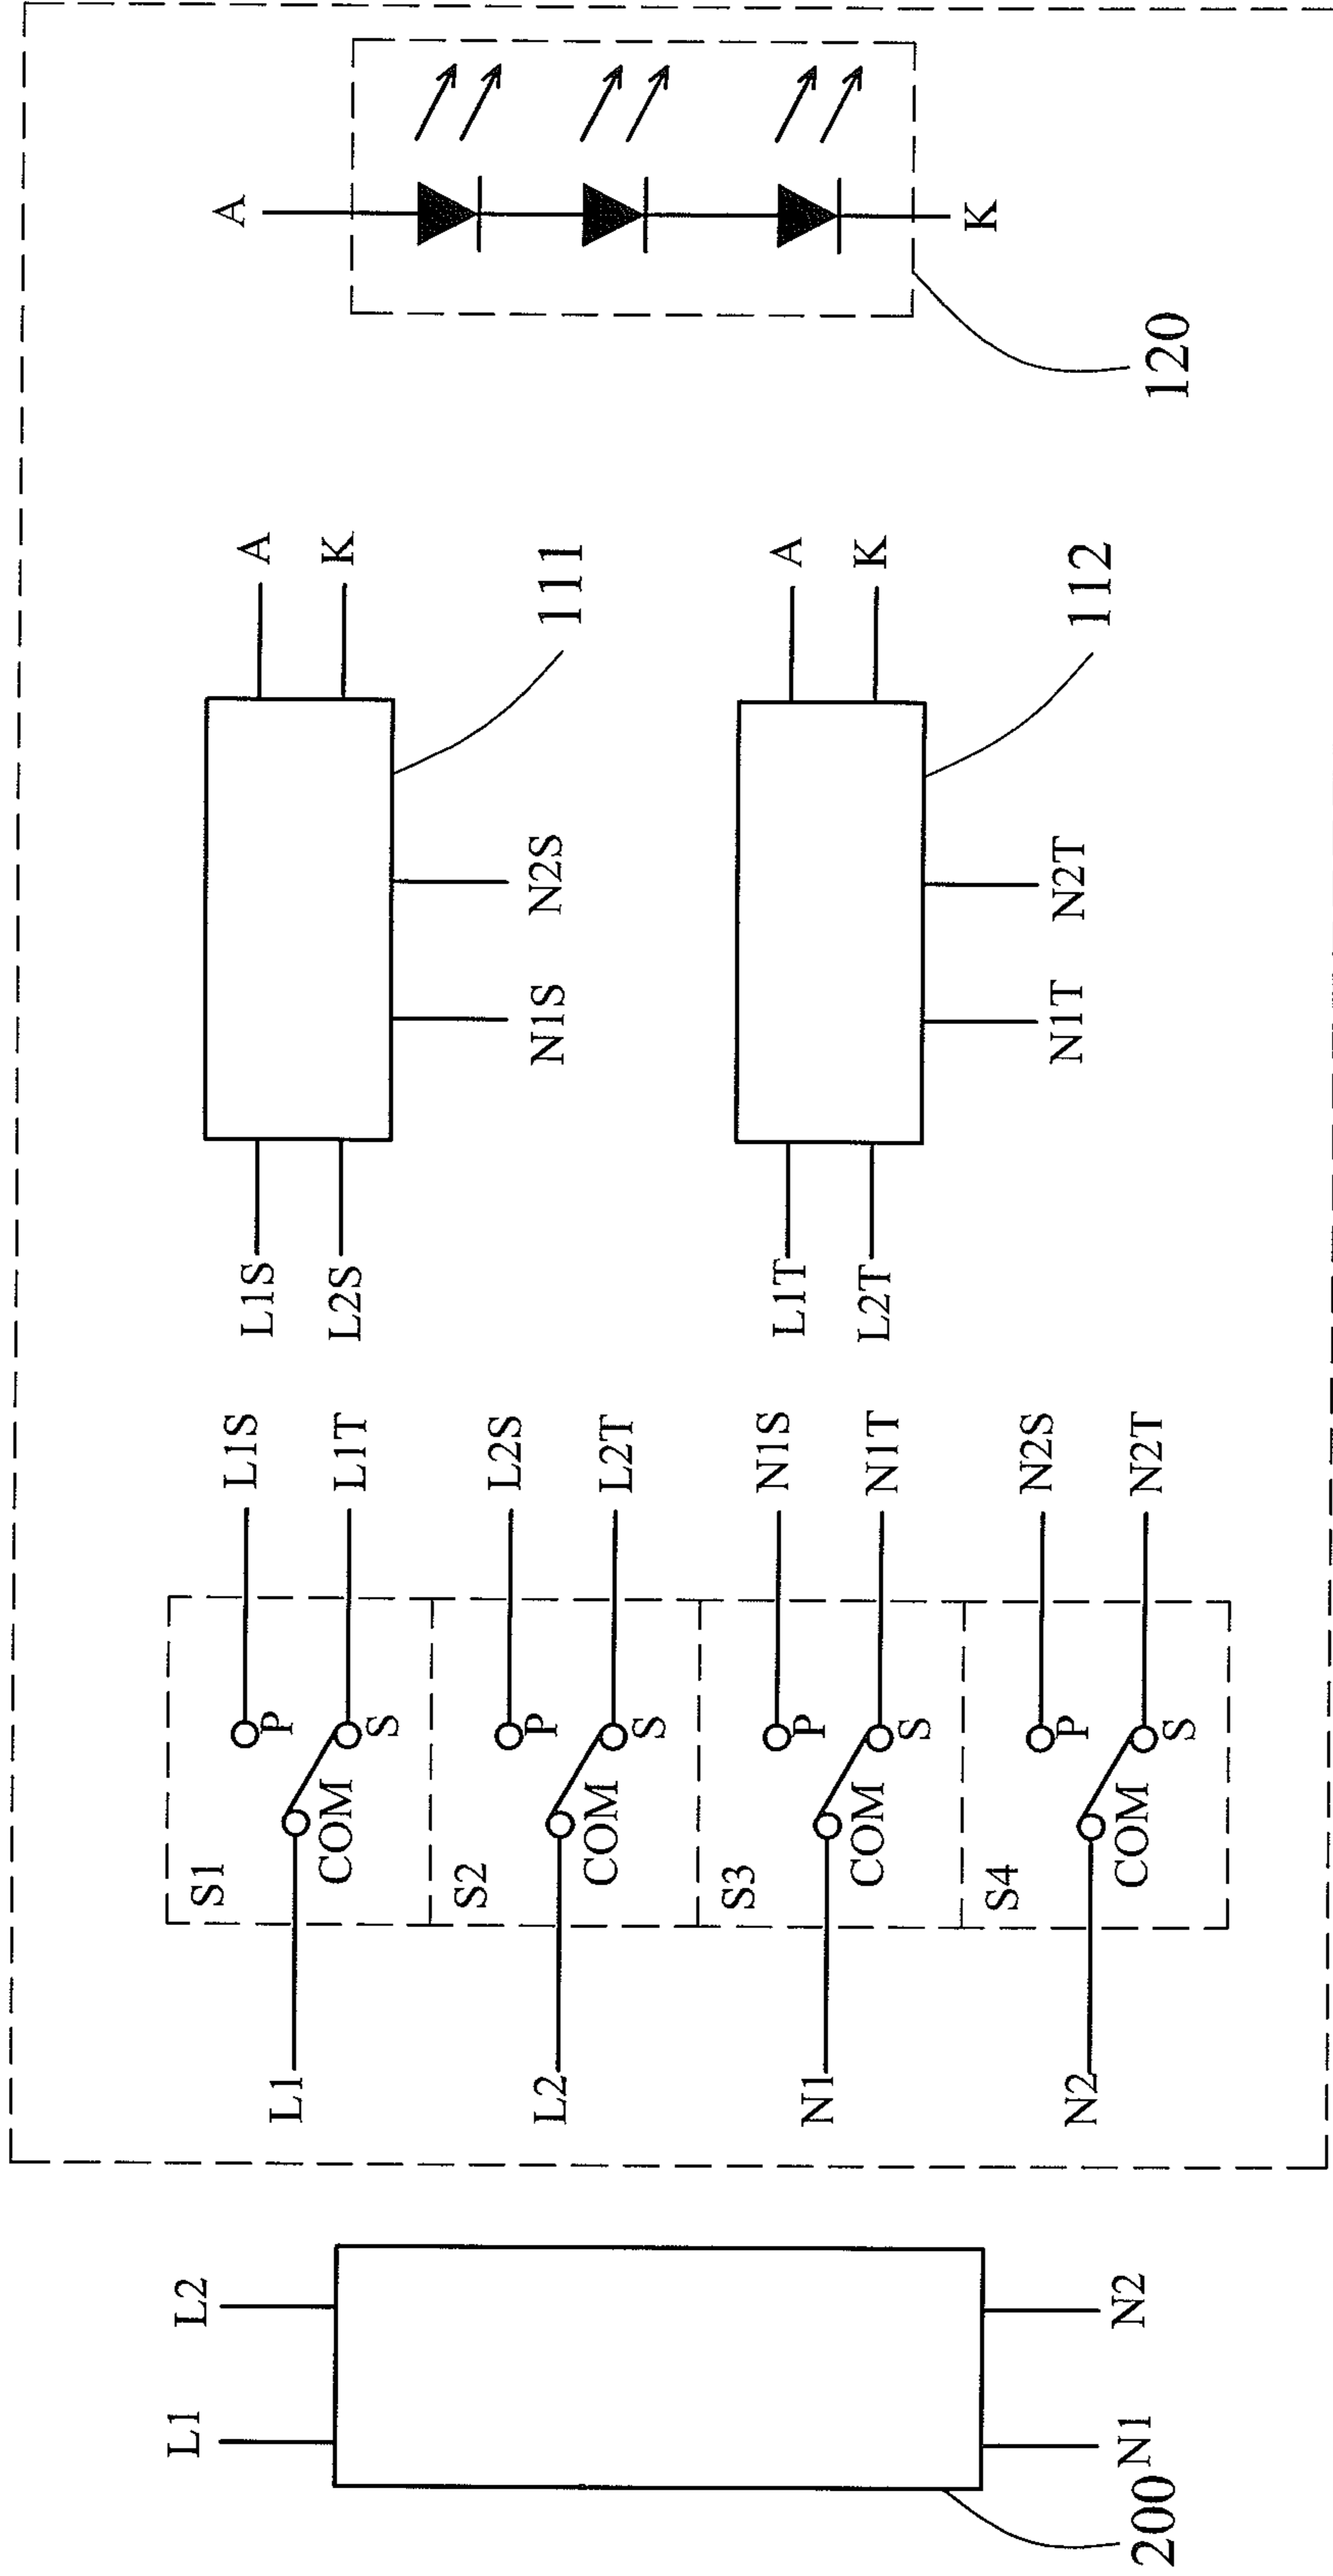 L1
L2
N1
N2
200
S1
COM
P
S
L1
L1S
L1T
S2
COM
P
S
L2
L2S
L2T
S3
COM
P
S
N1
N1S
N1T
S4
COM
P
S
N2
N2S
N2T
L1S
L2S
N1S
N2S
A
K
111
L1T
L2T
N1T
N2T
A
K
112
A
K
120